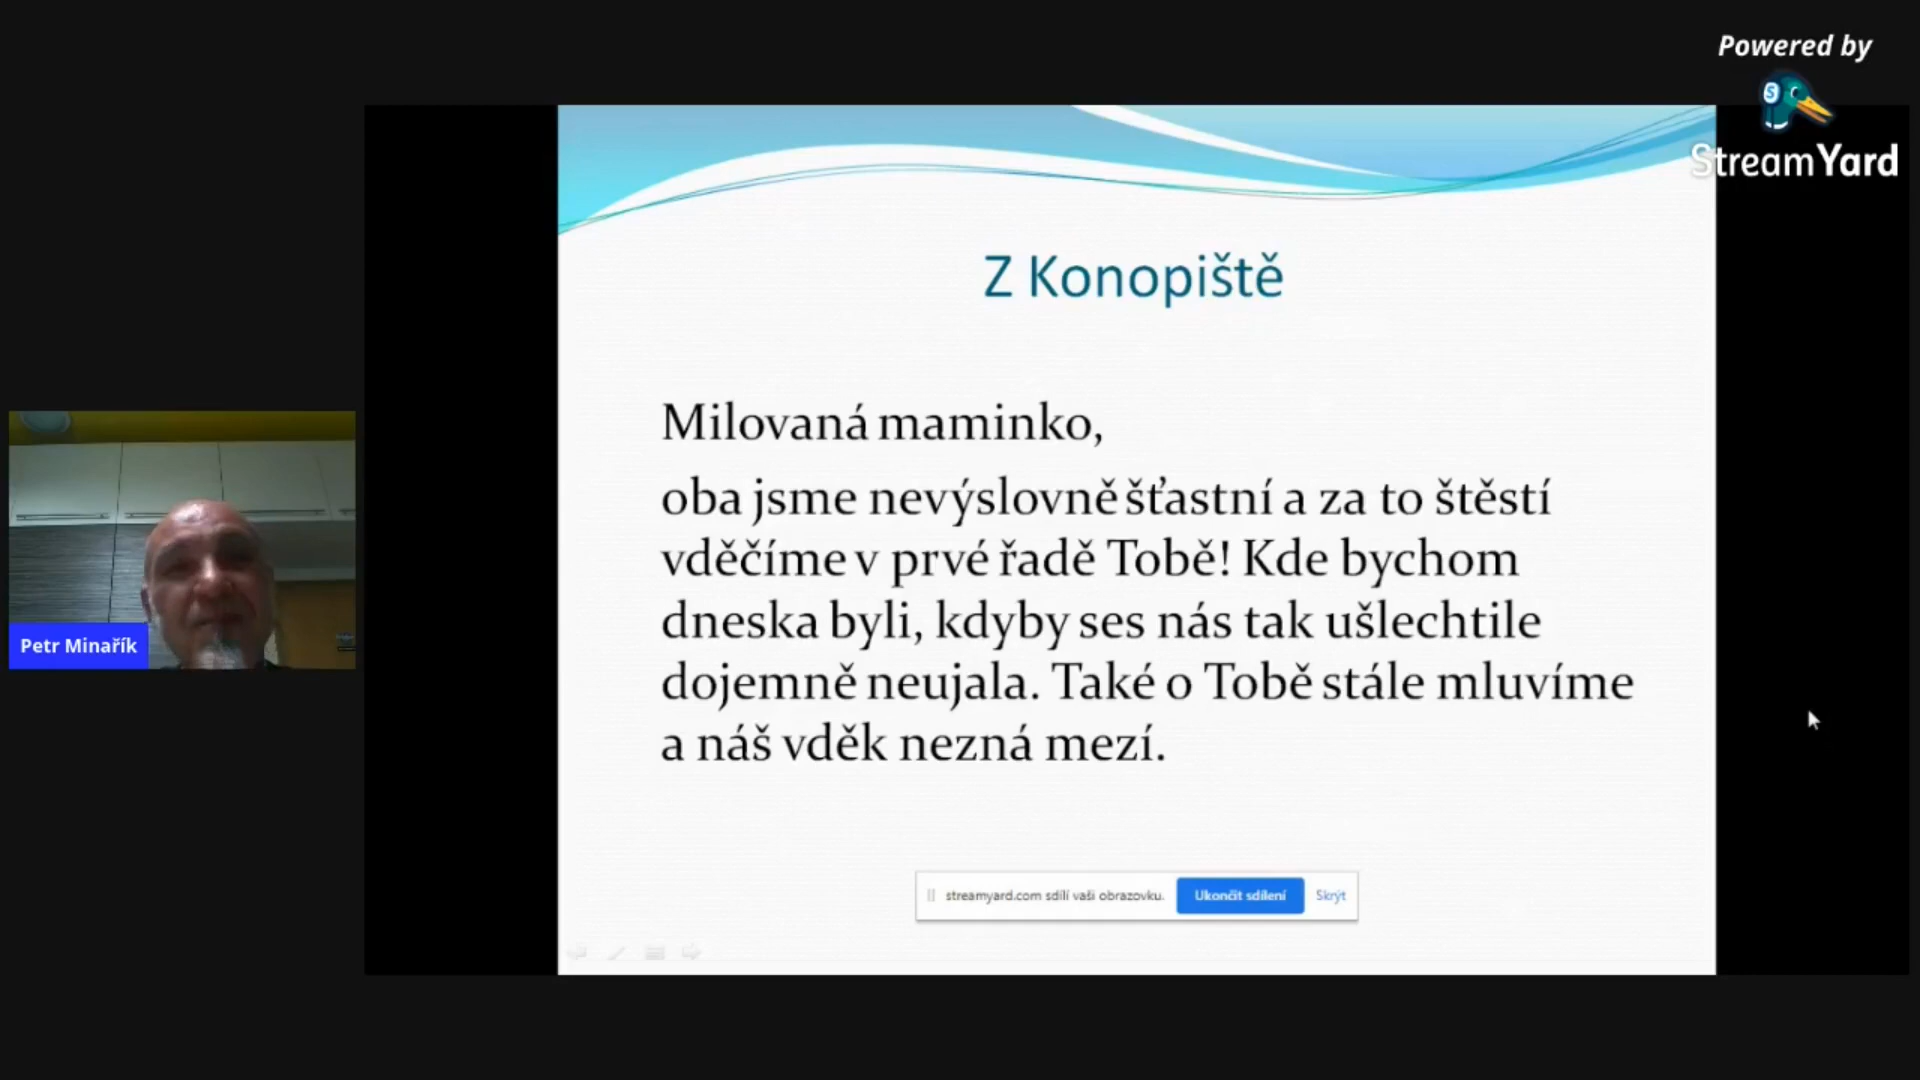 Powered by
StreamYard
Z Konopiště
Milovaná maminko,
oba jsme nevýslovně šťastní a za to štěstí
vděčíme v prvé řadě Tobě! Kde bychom
dneska byli, kdyby ses nás tak ušlechtile
dojemně neujala. Také o Tobě stále mluvíme
a náš vděk nezná mezí.
Petr Minařík
streamyard.com sdílí vaši obrazovku. Ukončit sdílení Skrýt